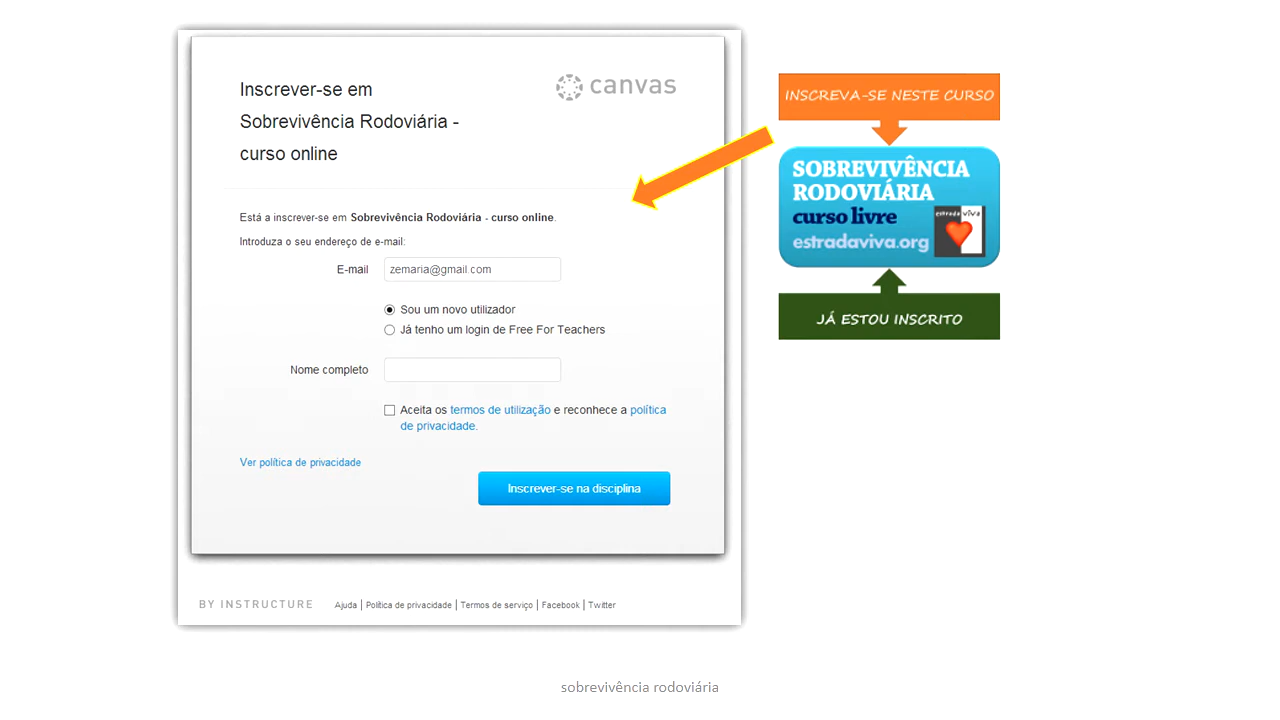 Inscrever-se em
Sobrevivência Rodoviária -
curso online
canvas
Está a inscrever-se em Sobrevivência Rodoviária - curso online.
Introduza o seu endereço de e-mail:
E-mail zemaria@gmail.com
Sou um novo utilizador
Já tenho um login de Free For Teachers
Nome completo
Aceita os termos de utilização e reconhece a política
de privacidade.
Ver política de privacidade
Inscrever-se na disciplina
BY INSTRUCTURE Ajuda | Política de privacidade | Termos de serviço | Facebook | Twitter
INSCREVA-SE NESTE CURSO
SOBREVIVÊNCIA
RODOVIÁRIA
curso livre
estradaviva.org
estrada viva
JÁ ESTOU INSCRITO
sobrevivência rodoviária